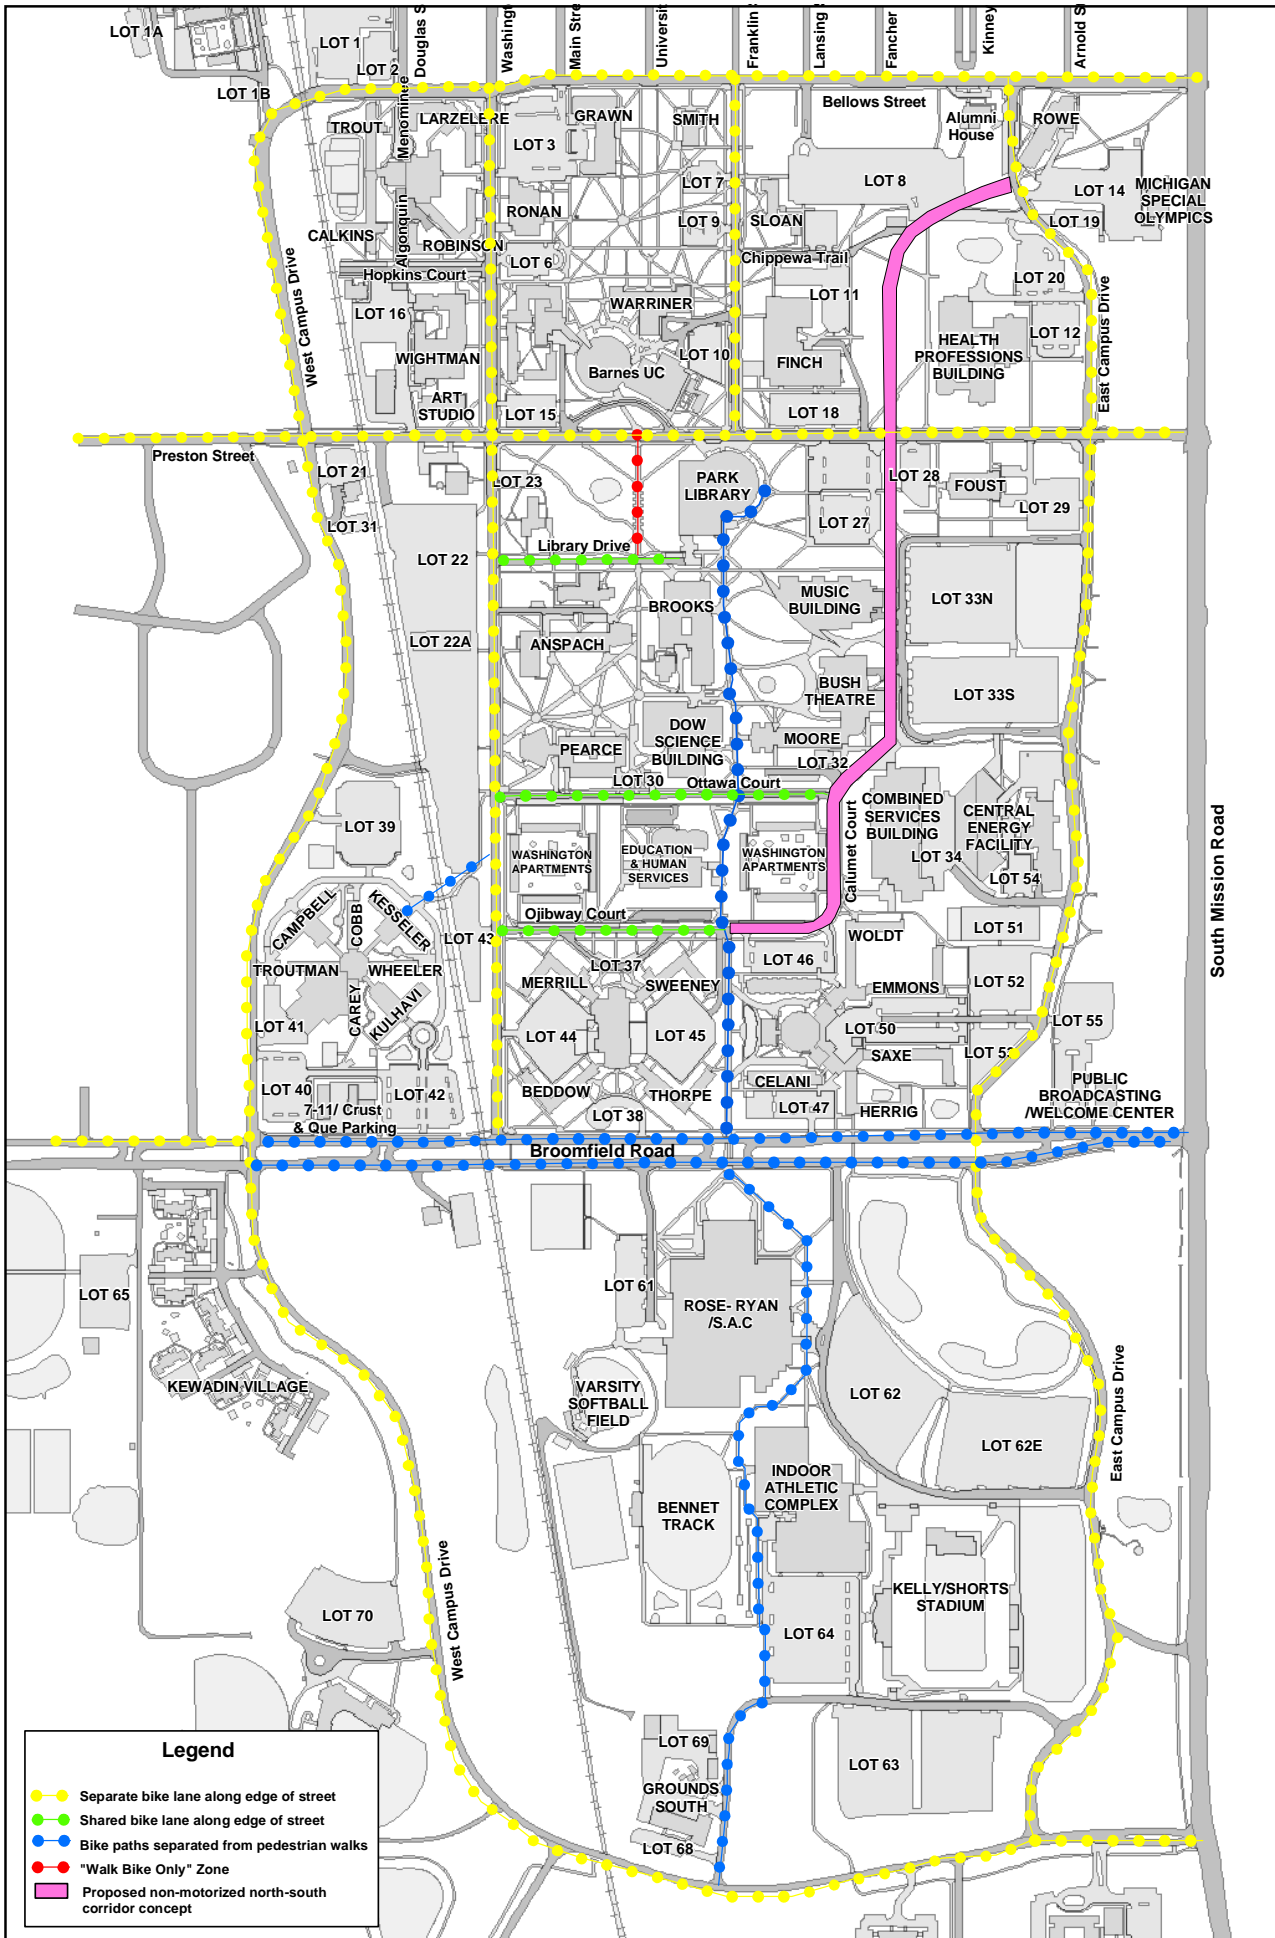 LOT 1A
LOT 1
LOT 2
LOT 1B
Douglas S
Washingt
Main Stre
Universit
Franklin
Lansing
Fancher
Kinney
Arnold S
Bellows Street
TROUT
Menominee
LARZELERE
LOT 3
GRAWN
SMITH
Alumni
House
ROWE
LOT 7
LOT 8
LOT 14
MICHIGAN
SPECIAL
OLYMPICS
CALKINS
Algonquin
ROBINSON
RONAN
LOT 9
SLOAN
LOT 19
Hopkins Court
LOT 6
Chippewa Trail
West Campus Drive
LOT 16
WARRINER
LOT 11
LOT 20
LOT 12
East Campus Drive
WIGHTMAN
Barnes UC
LOT 10
FINCH
HEALTH
PROFESSIONS
BUILDING
ART
STUDIO
LOT 15
LOT 18
Preston Street
LOT 21
LOT 23
PARK
LIBRARY
LOT 28
FOUST
LOT 31
LOT 27
LOT 29
LOT 22
Library Drive
LOT 22A
ANSPACH
BROOKS
MUSIC
BUILDING
LOT 33N
BUSH
THEATRE
LOT 33S
PEARCE
DOW
SCIENCE
BUILDING
MOORE
LOT 32
LOT 30
Ottawa Court
LOT 39
WASHINGTON
APARTMENTS
EDUCATION
& HUMAN
SERVICES
WASHINGTON
APARTMENTS
Calumet Court
COMBINED
SERVICES
BUILDING
CENTRAL
ENERGY
FACILITY
LOT 34
LOT 54
CAMPBELL
COBB
KESSELER
Ojibway Court
LOT 43
WOLDT
LOT 51
South Mission Road
TROUTMAN
WHEELER
CAREY
KULHAVI
LOT 37
MERRILL
SWEENEY
LOT 46
EMMONS
LOT 52
LOT 41
LOT 44
LOT 45
LOT 50
LOT 55
SAXE
LOT 53
LOT 40
LOT 42
BEDDOW
THORPE
CELANI
LOT 47
HERRIG
PUBLIC
BROADCASTING
/WELCOME CENTER
7-11/ Crust
& Que Parking
LOT 38
Broomfield Road
LOT 65
LOT 61
ROSE- RYAN
/S.A.C
KEWADIN VILLAGE
VARSITY
SOFTBALL
FIELD
LOT 62
LOT 62E
East Campus Drive
BENNET
TRACK
INDOOR
ATHLETIC
COMPLEX
West Campus Drive
KELLY/SHORTS
STADIUM
LOT 70
LOT 64
LOT 69
LOT 63
GROUNDS
SOUTH
LOT 68
Legend
Separate bike lane along edge of street
Shared bike lane along edge of street
Bike paths separated from pedestrian walks
"Walk Bike Only" Zone
Proposed non-motorized north-south
corridor concept